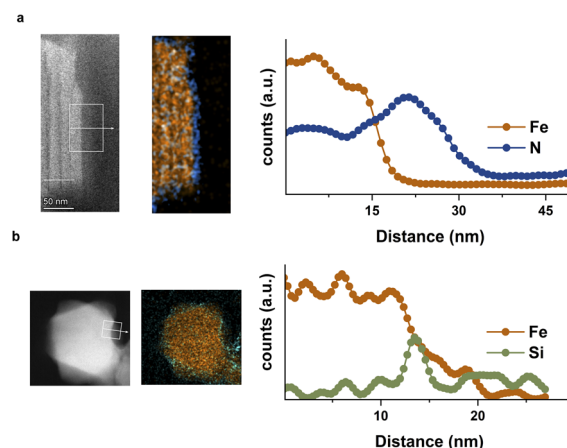 a
50 nm
counts (a.u.)
Fe
N
15
30
45
Distance (nm)
b
counts (a.u.)
Fe
Si
10
20
Distance (nm)